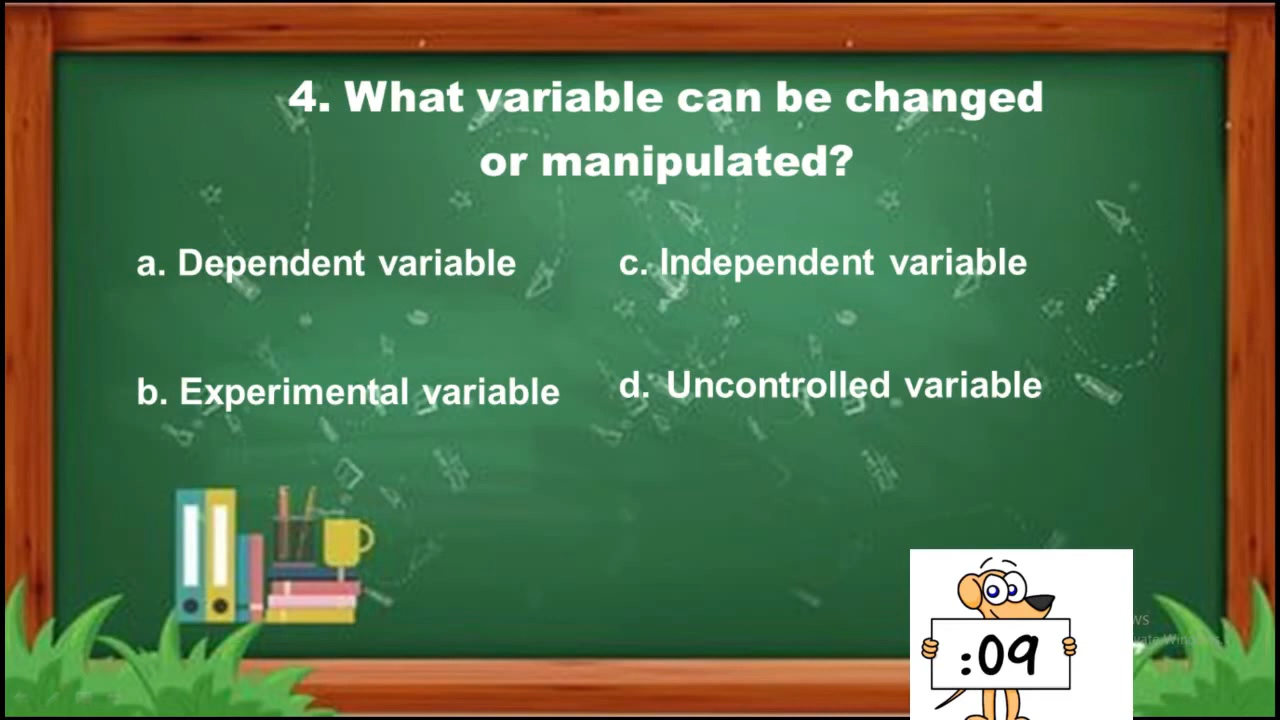 4. What variable can be changed
or manipulated?
a. Dependent variable
c. Independent variable
b. Experimental variable
d. Uncontrolled variable
:09